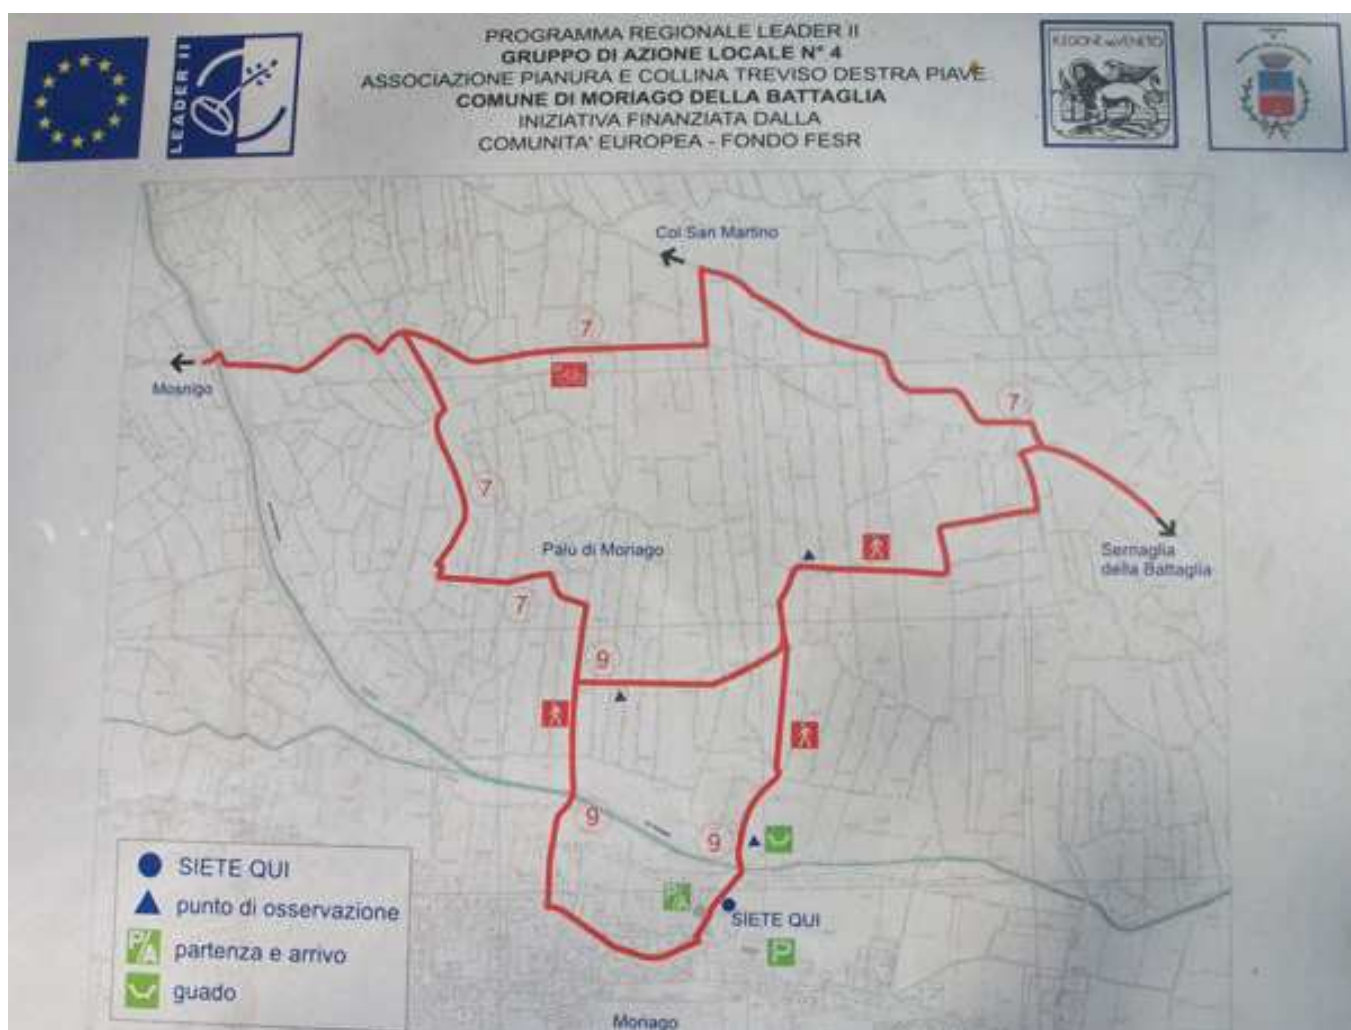 PROGRAMMA REGIONALE LEADER II
GRUPPO DI AZIONE LOCALE N° 4
ASSOCIAZIONE PIANURA E COLLINA TREVISO DESTRA PIAVE
COMUNE DI MORIAGO DELLA BATTAGLIA
INIZIATIVA FINANZIATA DALLA
COMUNITA' EUROPEA - FONDO FESR
LEADER II
REGIONE DEL VENETO
Col San Martino
7
Mosnigo
7
7
Palù di Moriago
Sernaglia
della Battaglia
7
9
9
9
P/A
SIETE QUI
P
Moriago
SIETE QUI
punto di osservazione
P/A partenza e arrivo
guado